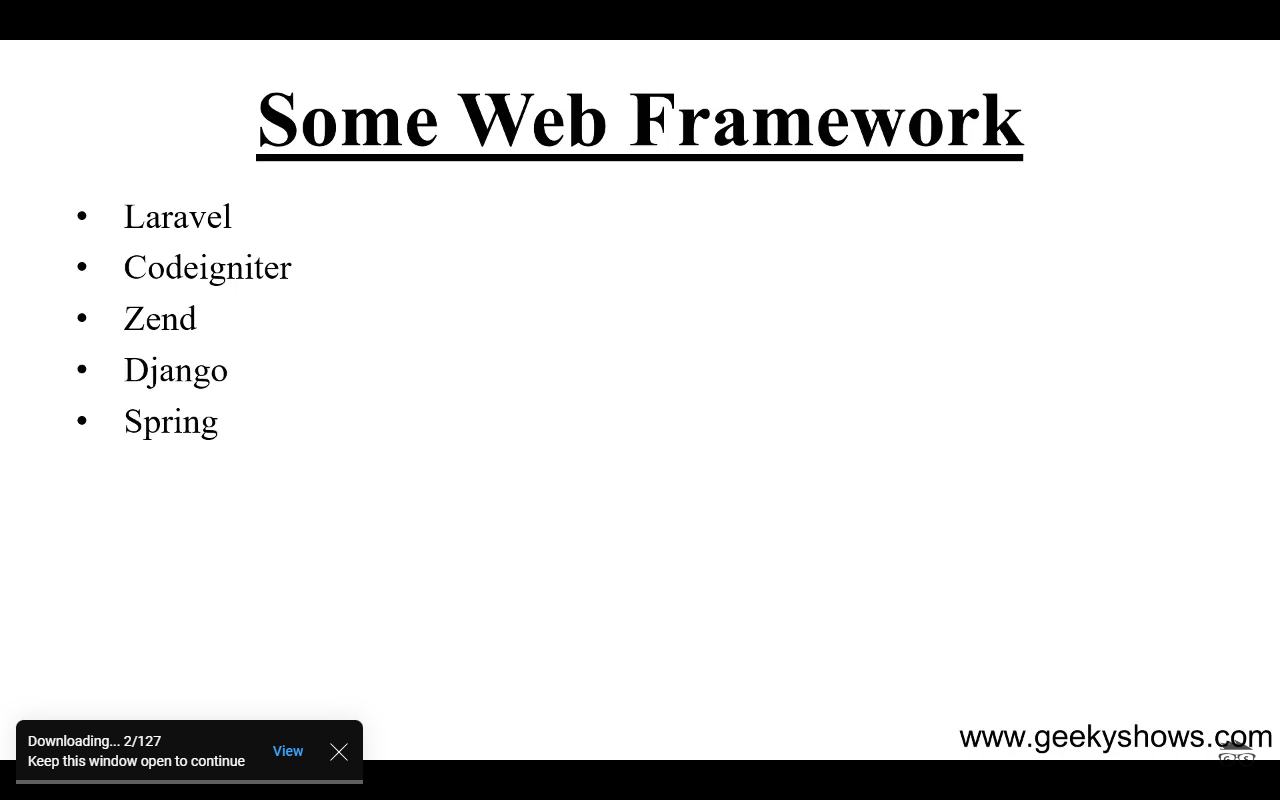 Some Web Framework
• Laravel
• Codeigniter
• Zend
• Django
• Spring
www.geekyshows.com
Downloading... 2/127
Keep this window open to continue
View